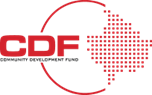 CDF
COMMUNITY DEVELOPMENT FUND